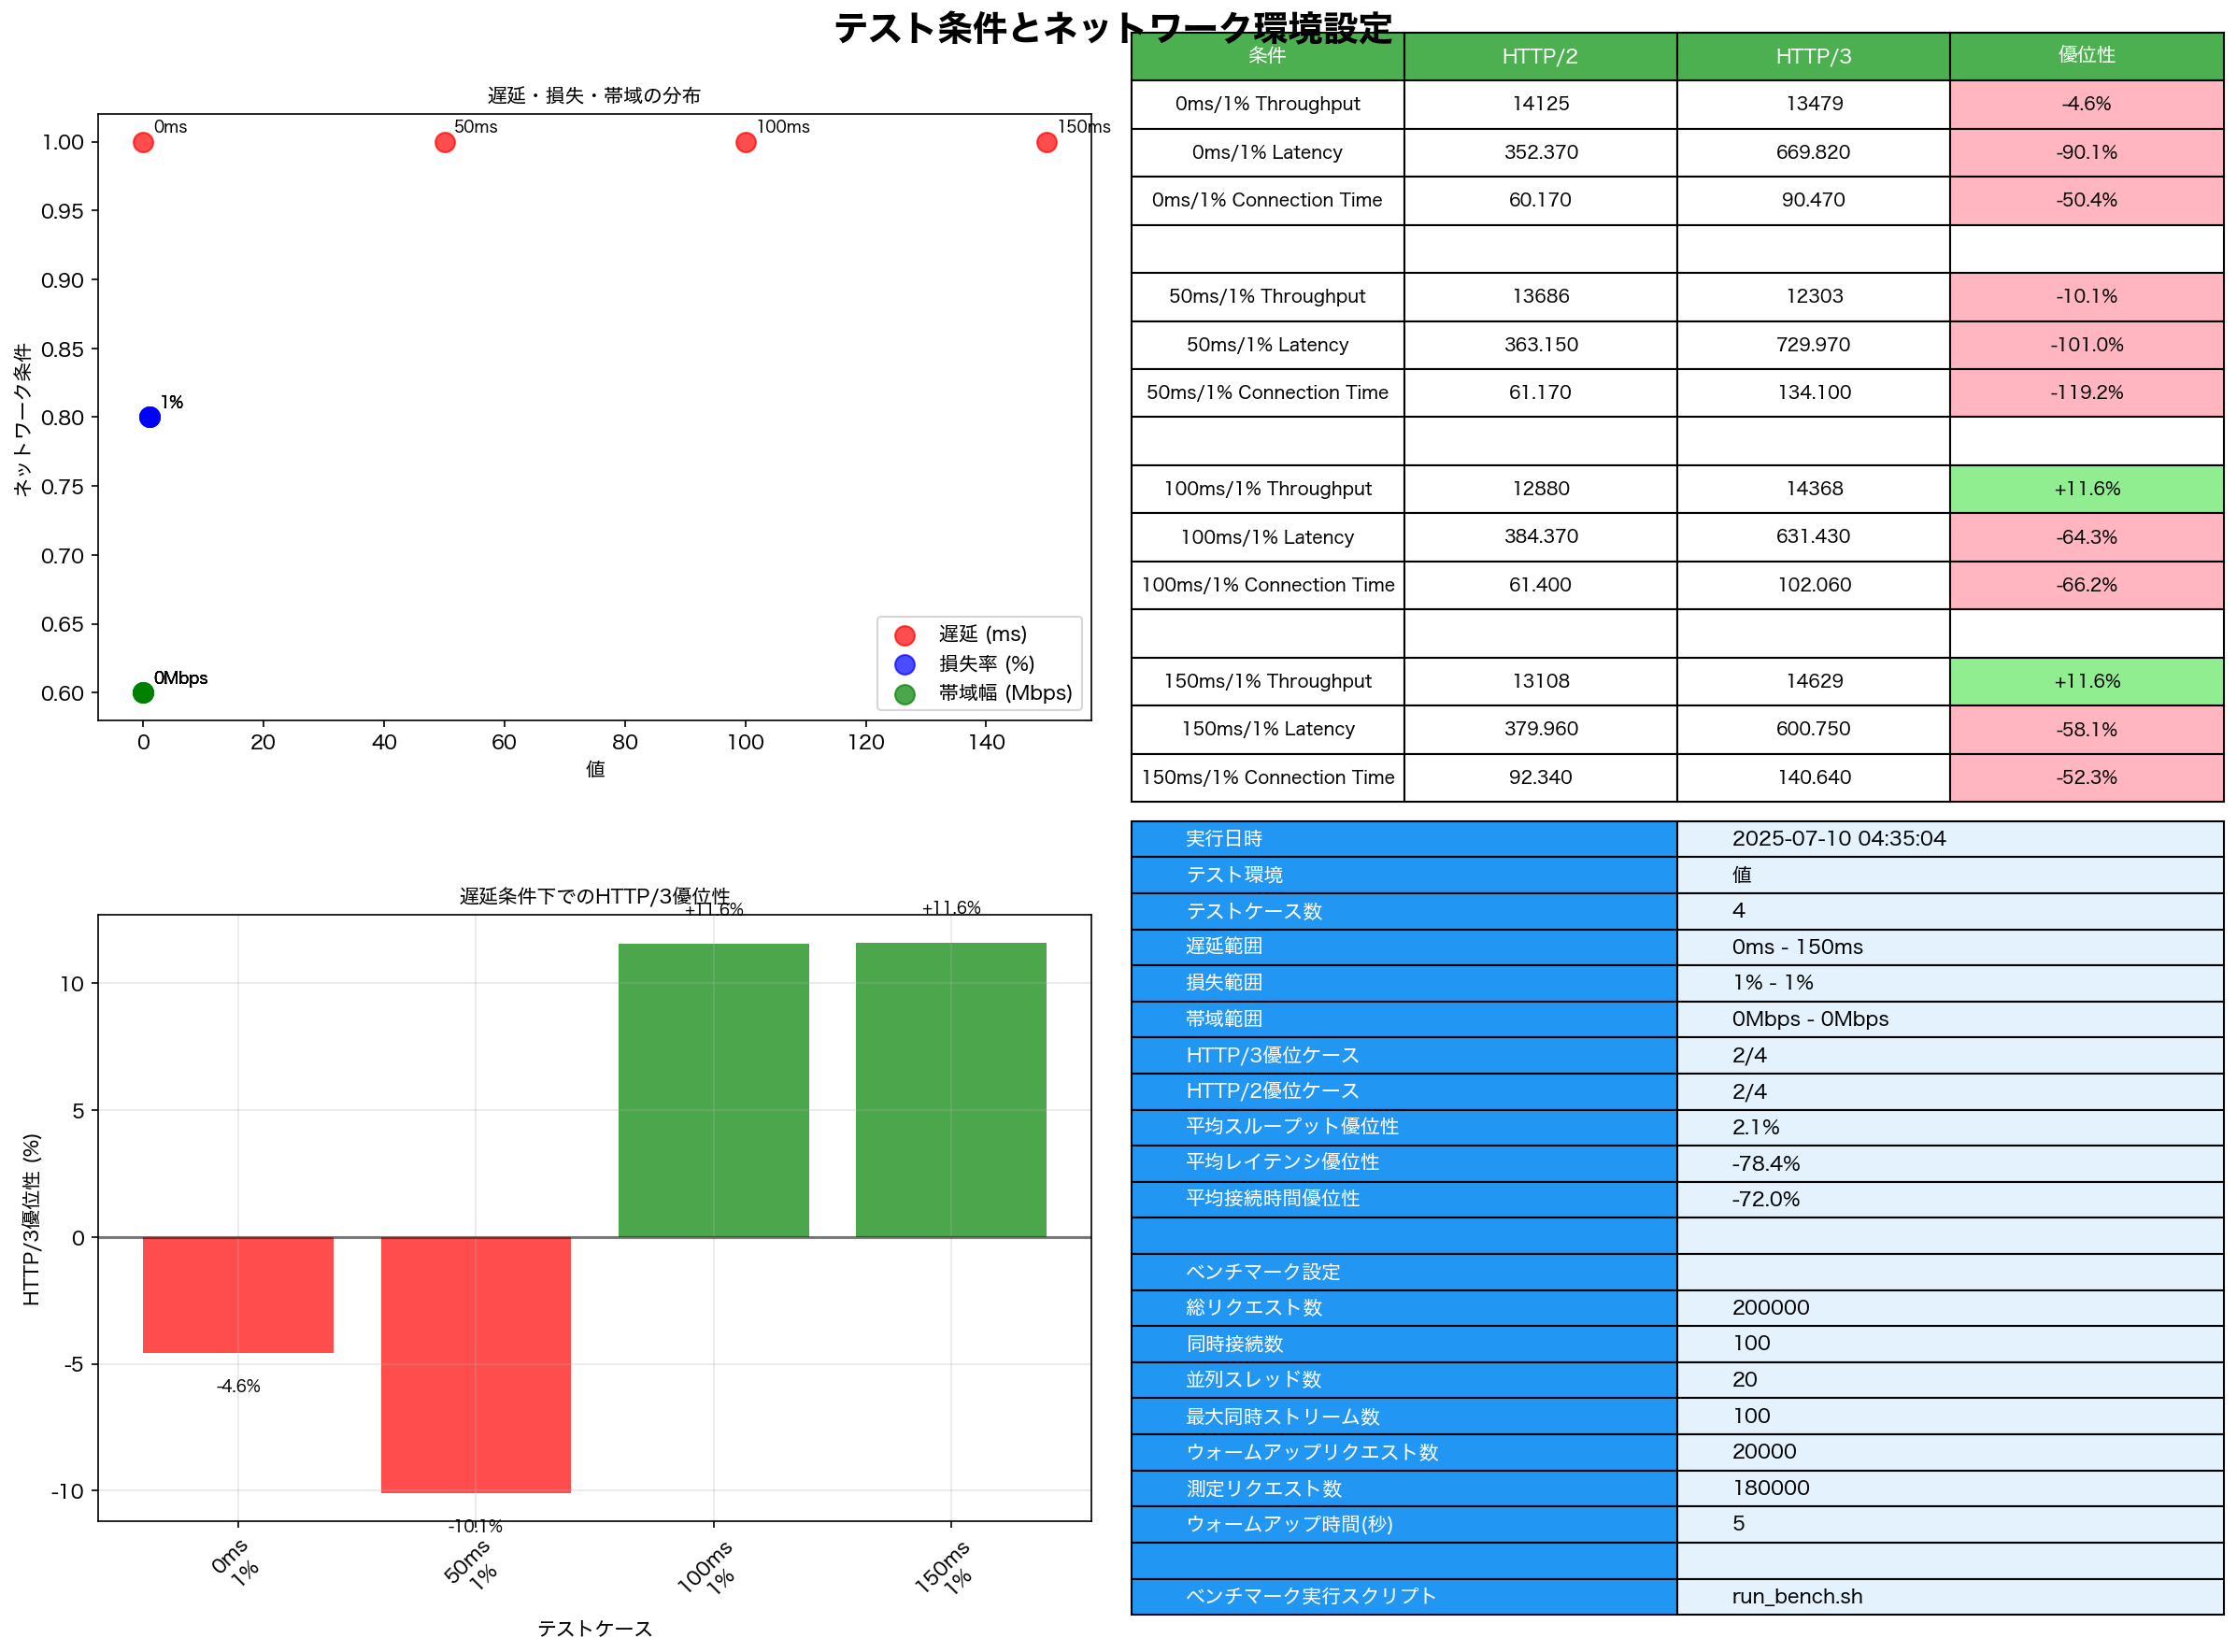 テスト条件とネットワーク環境設定
遅延・損失・帯域の分布
0ms 50ms 100ms 150ms
1.00
0.95
0.90
0.85
1%
0.80
0.75
0.70
0.65
0Mbps
0.60
ネットワーク条件
遅延 (ms)
損失率 (%)
帯域幅 (Mbps)
0 20 40 60 80 100 120 140
値
条件 HTTP/2 HTTP/3 優位性
0ms/1% Throughput 14125 13479 -4.6%
0ms/1% Latency 352.370 669.820 -90.1%
0ms/1% Connection Time 60.170 90.470 -50.4%
50ms/1% Throughput 13686 12303 -10.1%
50ms/1% Latency 363.150 729.970 -101.0%
50ms/1% Connection Time 61.170 134.100 -119.2%
100ms/1% Throughput 12880 14368 +11.6%
100ms/1% Latency 384.370 631.430 -64.3%
100ms/1% Connection Time 61.400 102.060 -66.2%
150ms/1% Throughput 13108 14629 +11.6%
150ms/1% Latency 379.960 600.750 -58.1%
150ms/1% Connection Time 92.340 140.640 -52.3%
遅延条件下でのHTTP/3優位性
+11.6% +11.6%
10
5
0
-5
-4.6%
-10
-10.1%
HTTP/3優位性 (%)
0ms
1%
50ms
1%
100ms
1%
150ms
1%
テストケース
実行日時 2025-07-10 04:35:04
テスト環境 値
テストケース数 4
遅延範囲 0ms - 150ms
損失範囲 1% - 1%
帯域範囲 0Mbps - 0Mbps
HTTP/3優位ケース 2/4
HTTP/2優位ケース 2/4
平均スループット優位性 2.1%
平均レイテンシ優位性 -78.4%
平均接続時間優位性 -72.0%
ベンチマーク設定
総リクエスト数 200000
同時接続数 100
並列スレッド数 20
最大同時ストリーム数 100
ウォームアップリクエスト数 20000
測定リクエスト数 180000
ウォームアップ時間(秒) 5
ベンチマーク実行スクリプト run_bench.sh